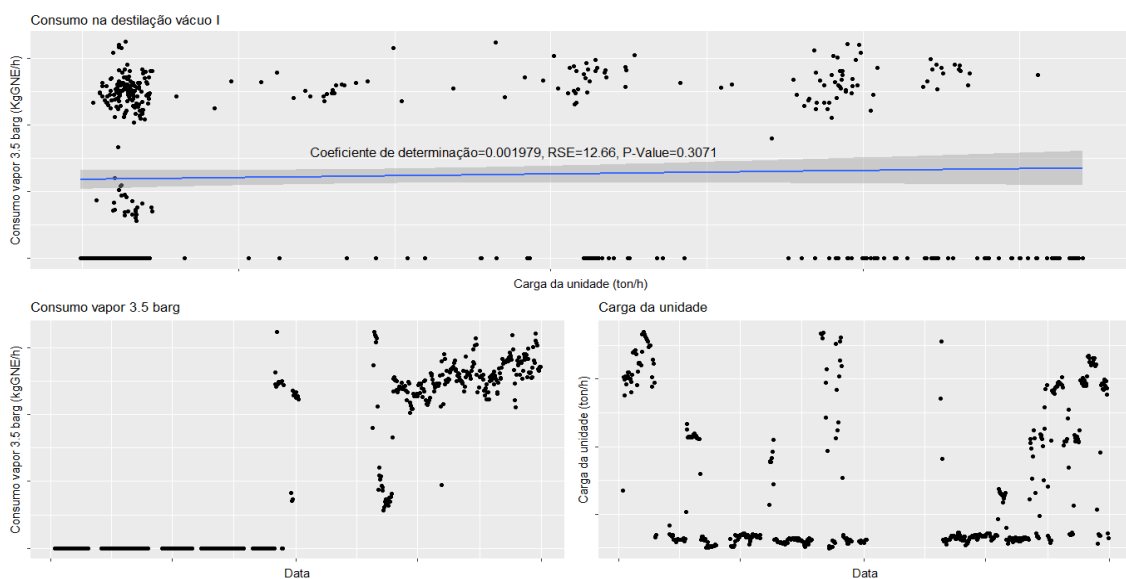 Consumo na destilação vácuo I
Consumo vapor 3.5 barg (KgGNE/h)
Coeficiente de determinação=0.001979, RSE=12.66, P-Value=0.3071
Carga da unidade (ton/h)
Consumo vapor 3.5 barg
Consumo vapor 3.5 barg (kgGNE/h)
Data
Carga da unidade
Carga da unidade (ton/h)
Data